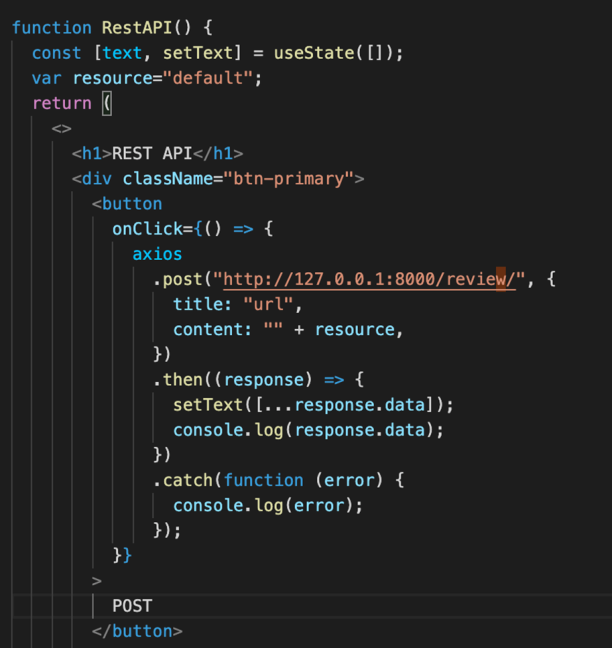 function RestAPI() {
const [text, setText] = useState([]);
var resource="default";
return (
<>
<h1>REST API</h1>
<div className="btn-primary">
<button
onClick={() => {
axios
.post("http://127.0.0.1:8000/review/", {
title: "url",
content: "" + resource,
})
.then((response) => {
setText([...response.data]);
console.log(response.data);
})
.catch(function (error) {
console.log(error);
});
}}
>
POST
</button>